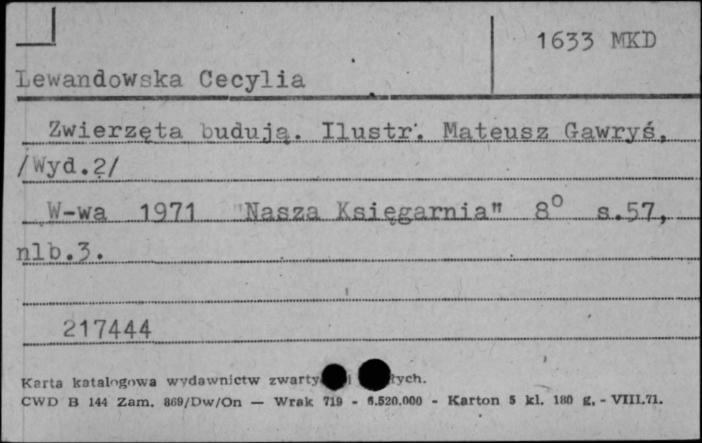 1633 MKD
Lewandowska Cecylia
Zwierzęta budują. Ilustr. Mateusz Gawryś.
/Wyd.2/
W-wa 1971 "Nasza Księgarnia" 8° s.57,
nlb.3.
217444
Karta katalogowa wydawnictw
CWD B 144 Zam. 869/Dw/On — Wrak 719 - 6.520.000 - Karton 5 kl. 180 g. - VIII.71.